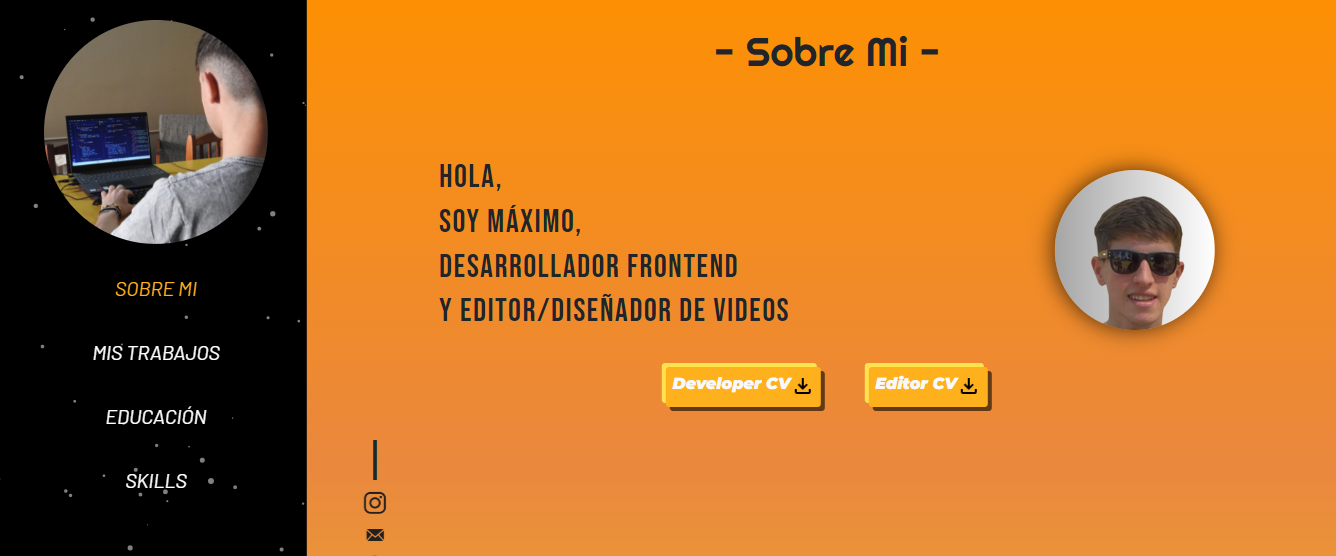 SOBRE MI
MIS TRABAJOS
EDUCACIÓN
SKILLS
- Sobre Mi -
HOLA,
SOY MÁXIMO,
DESARROLLADOR FRONTEND
Y EDITOR/DISEÑADOR DE VIDEOS
Developer CV
Editor CV